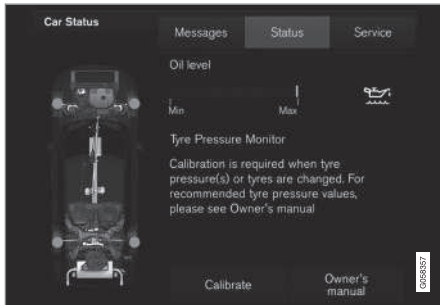 Car Status
Messages Status Service
Oil level
Min Max
Tyre Pressure Monitor
Calibration is required when tyre
pressure(s) or tyres are changed. For
recommended tyre pressure values,
please see Owner's manual
Calibrate Owner's
manual
G058357